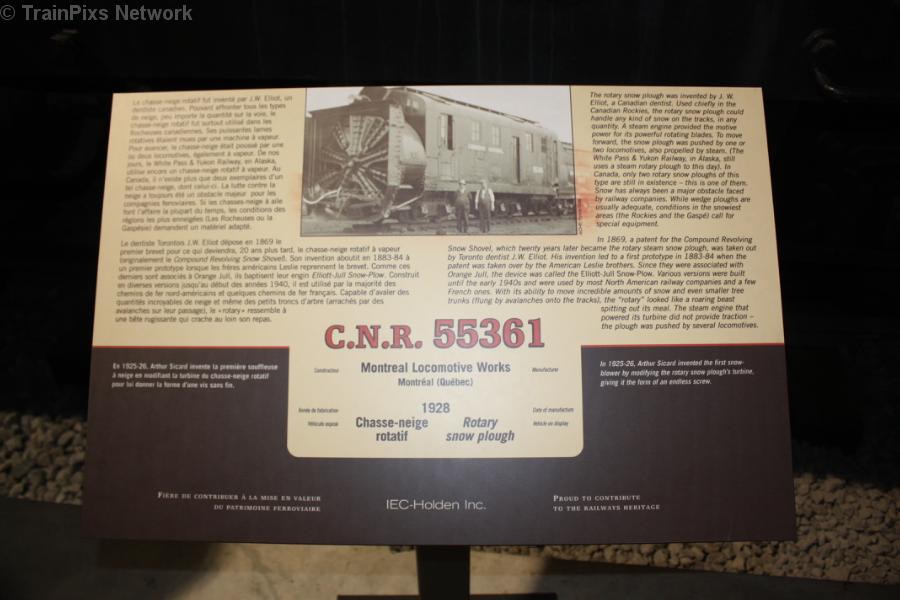 © TrainPixs Network
Le chasse-neige rotatif fut inventé par J.W. Elliot, un
dentiste canadien. Pouvant affronter tous les types
de neige, peu importe la quantité sur la voie, le
chasse-neige rotatif fut surtout utilisé dans les
Rocheuses canadiennes. Ses puissantes lames
rotatives étaient mues par une machine à vapeur.
Pour avancer, le chasse-neige était poussé par une
ou deux locomotives, également à vapeur. De nos
jours, le White Pass & Yukon Railway, en Alaska,
utilise encore un chasse-neige rotatif à vapeur. Au
Canada, il n'existe plus que deux exemplaires d'un
tel chasse-neige, dont celui-ci. La lutte contre la
neige a toujours été un obstacle majeur pour les
compagnies ferroviaires. Si les chasses-neige à aile
font l'affaire la plupart du temps, les conditions des
régions les plus enneigées (Les Rocheuses ou la
Gaspésie) demandent un matériel adapté.
Le dentiste Torontois J.W. Elliot dépose en 1869 le
premier brevet pour ce qui deviendra, 20 ans plus tard, le chasse-neige rotatif à vapeur
(originalement le Compound Revolving Snow Shovel). Son invention aboutit en 1883-84 à
un premier prototype lorsque les frères américains Leslie reprennent le brevet. Comme ces
derniers sont associés à Orange Jull, ils baptisent leur engin Elliott-Jull Snow-Plow. Construit
en diverses versions jusqu'au début des années 1940, il est utilisé par la majorité des
chemins de fer nord-américains et quelques chemins de fer français. Capable d'avaler des
quantités incroyables de neige et même des petits troncs d'arbre (arrachés par des
avalanches sur leur passage), le «rotary» ressemble à
une bête rugissante qui crache au loin son repas.
The rotary snow plough was invented by J. W.
Elliot, a Canadian dentist. Used chiefly in the
Canadian Rockies, the rotary snow plough could
handle any kind of snow on the tracks, in any
quantity. A steam engine provided the motive
power for its powerful rotating blades. To move
forward, the snow plough was pushed by one or
two locomotives, also propelled by steam. (The
White Pass & Yukon Railway, in Alaska, still
uses a steam rotary plough to this day). In
Canada, only two rotary snow ploughs of this
type are still in existence – this is one of them.
Snow has always been a major obstacle faced
by railway companies. While wedge ploughs are
usually adequate, conditions in the snowiest
areas (the Rockies and the Gaspé) call for
special equipment.
In 1869, a patent for the Compound Revolving
Snow Shovel, which twenty years later became the rotary steam snow plough, was taken out
by Toronto dentist J.W. Elliot. His invention led to a first prototype in 1883-84 when the
patent was taken over by the American Leslie brothers. Since they were associated with
Orange Jull, the device was called the Elliott-Jull Snow-Plow. Various versions were built
until the early 1940s and were used by most North American railway companies and a few
French ones. With its ability to move incredible amounts of snow and even smaller tree
trunks (flung by avalanches onto the tracks), the "rotary" looked like a roaring beast
spitting out its meal. The steam engine that
powered its turbine did not provide traction –
the plough was pushed by several locomotives.
C.N.R. 55361
Constructeur Montreal Locomotive Works Manufacturer
Montréal (Québec)
Année de fabrication 1928 Date of manufacture
Véhicule exposé Chasse-neige Rotary Vehicle on display
rotatif snow plough
En 1925-26, Arthur Sicard invente la première souffleuse
à neige en modifiant la turbine du chasse-neige rotatif
pour lui donner la forme d'une vis sans fin.
In 1925-26, Arthur Sicard invented the first snow-
blower by modifying the rotary snow plough's turbine,
giving it the form of an endless screw.
Fière de contribuer à la mise en valeur
du patrimoine ferroviaire
IEC-Holden Inc.
Proud to contribute
to the railways heritage